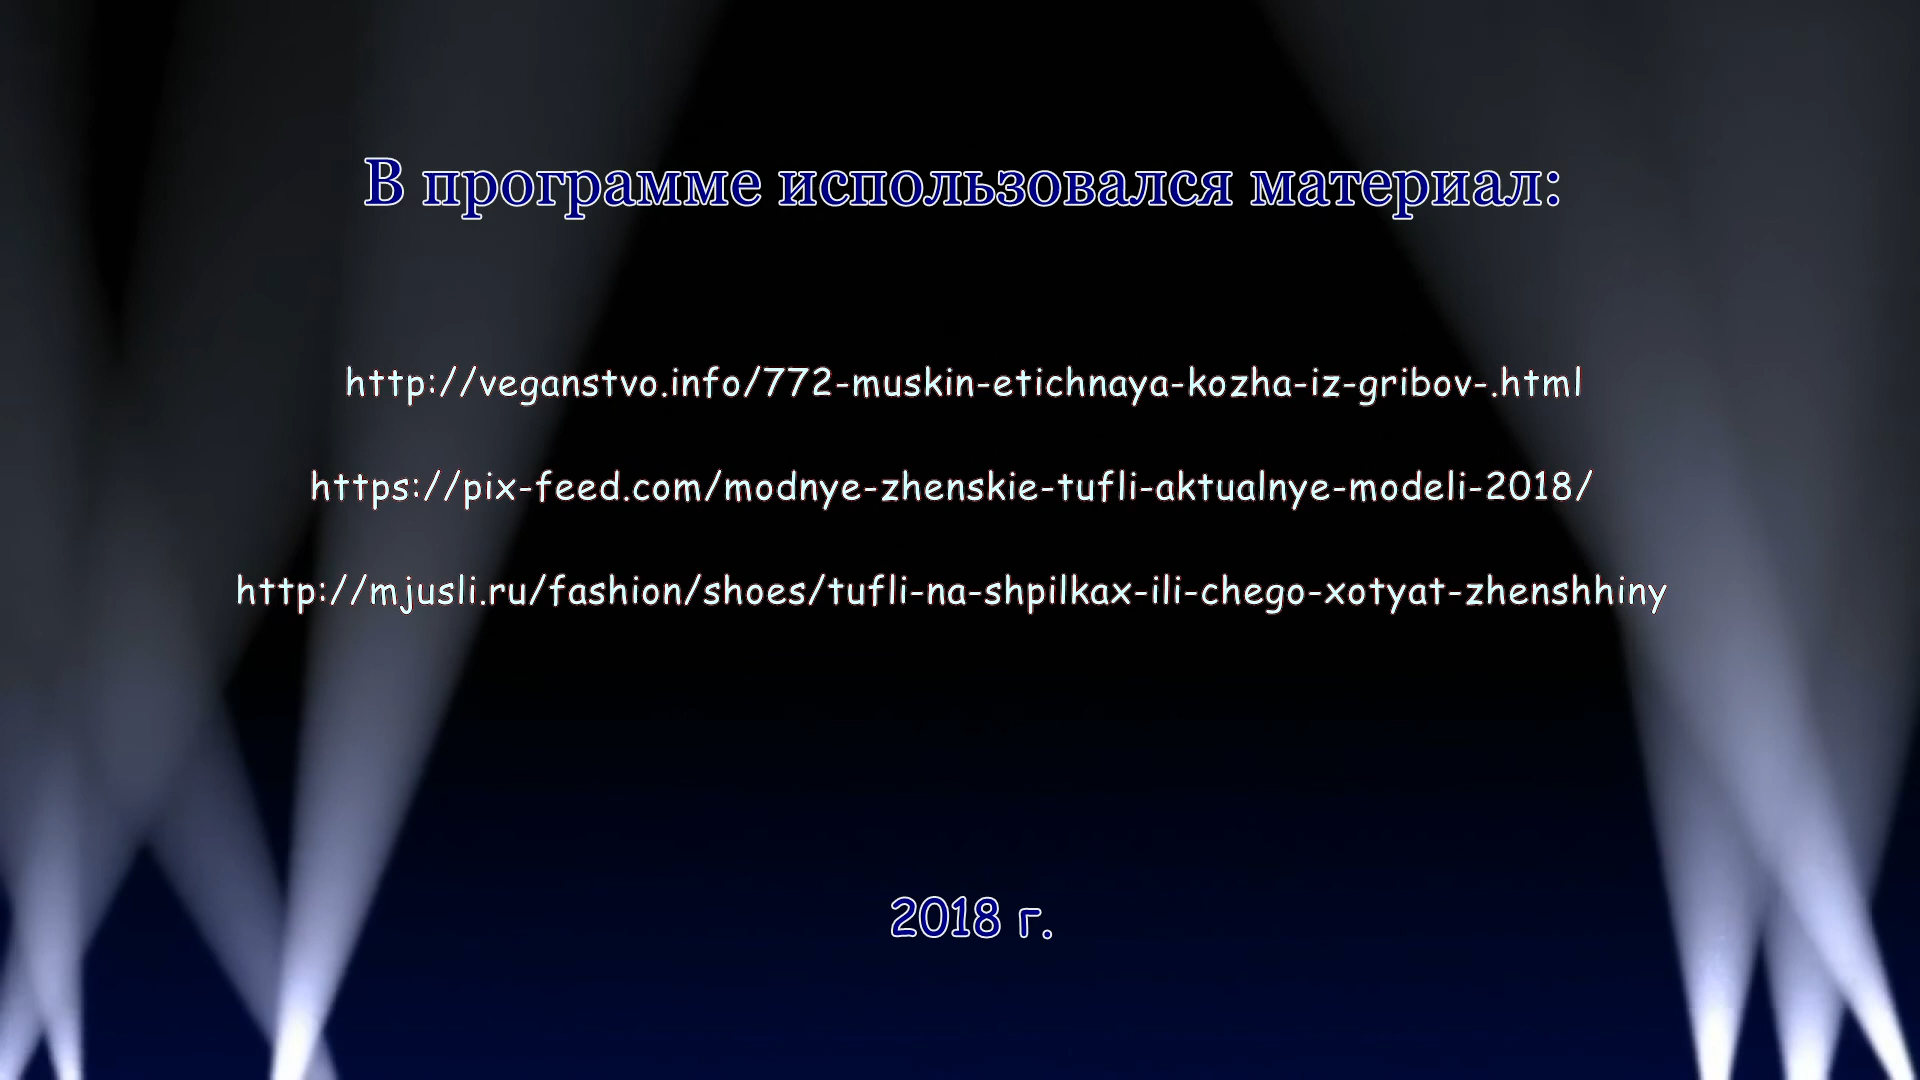 В программе использовался материал:
http://veganstvo.info/772-muskin-etichnaya-kozha-iz-gribov-.html
https://pix-feed.com/modnye-zhenskie-tufli-aktualnye-modeli-2018/
http://mjusli.ru/fashion/shoes/tufli-na-shpilkax-ili-chego-xotyat-zhenshhiny
2018 г.